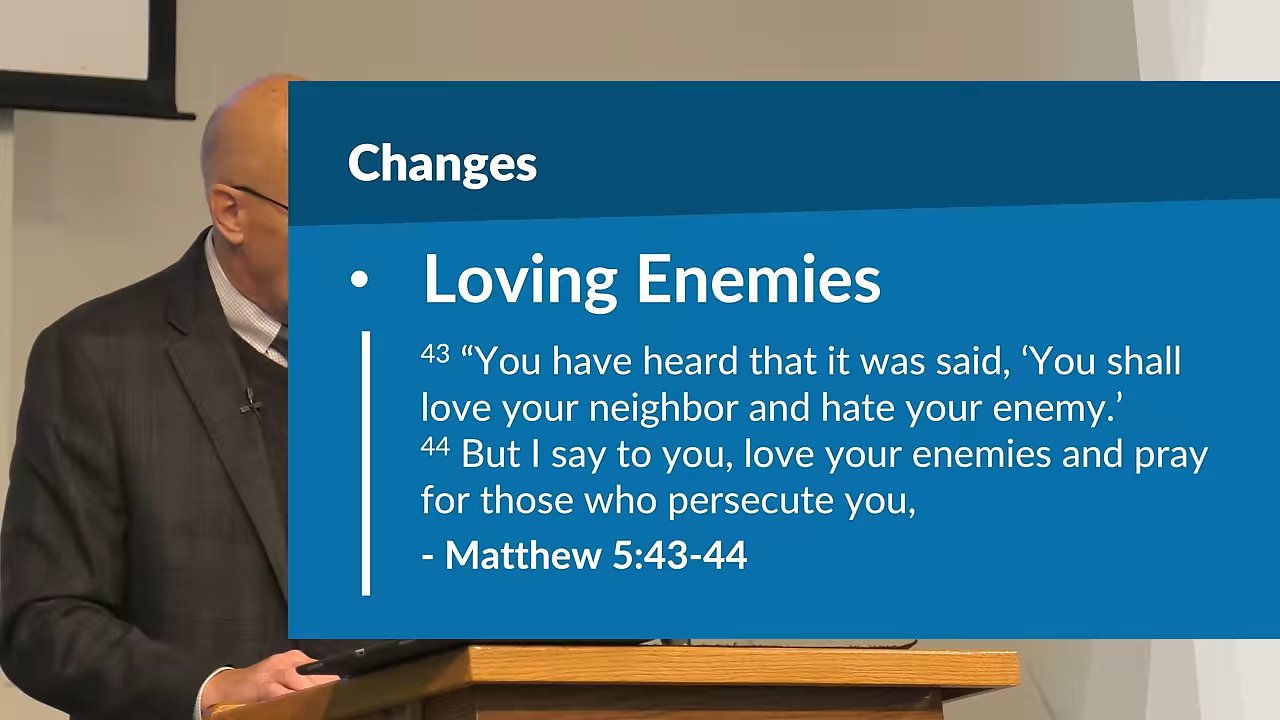 Changes
• Loving Enemies
43 “You have heard that it was said, ‘You shall
love your neighbor and hate your enemy.’
44 But I say to you, love your enemies and pray
for those who persecute you,
- Matthew 5:43-44